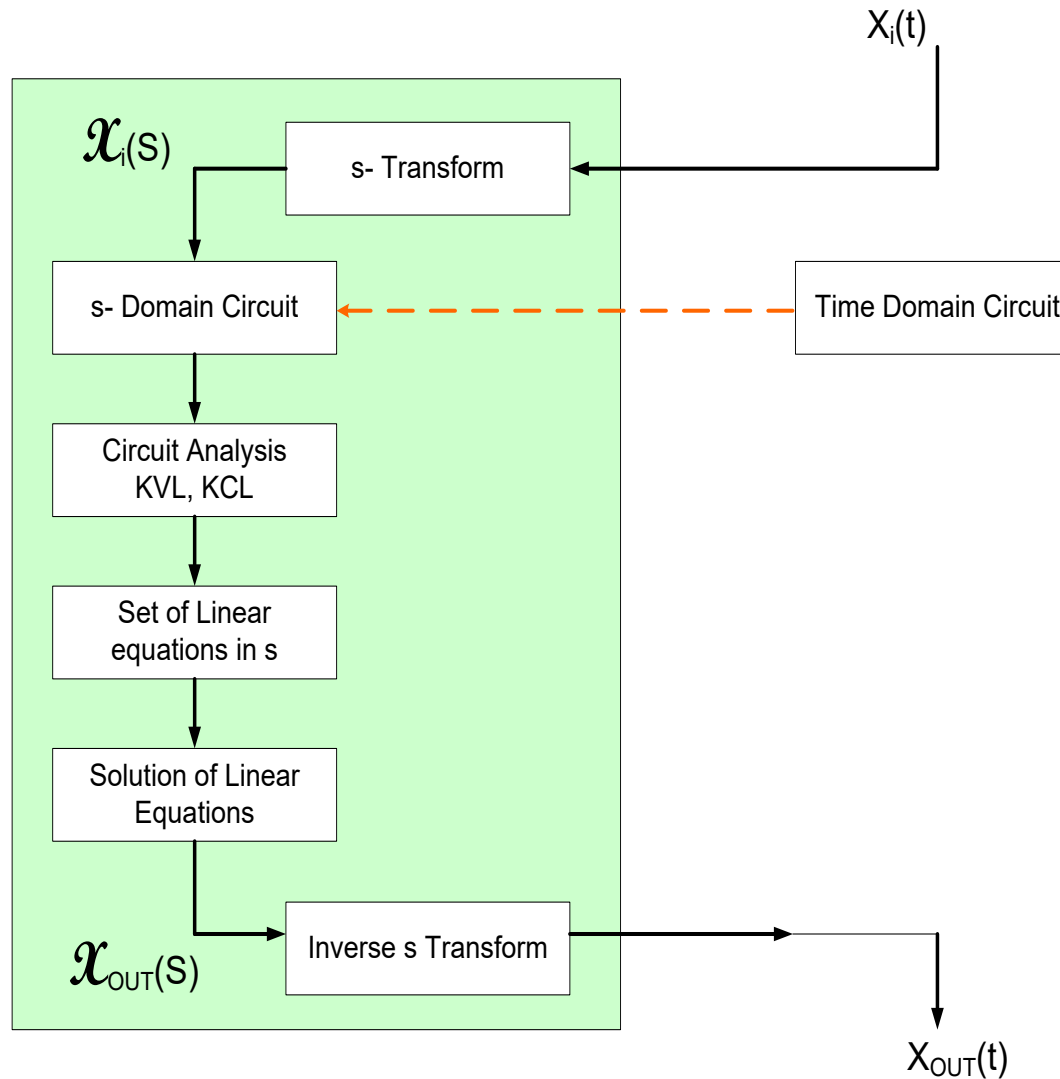 Xi(t)
𝒳i(S)
s- Transform
s- Domain Circuit
Time Domain Circuit
Circuit Analysis
KVL, KCL
Set of Linear
equations in s
Solution of Linear
Equations
𝒳OUT(S)
Inverse s Transform
XOUT(t)